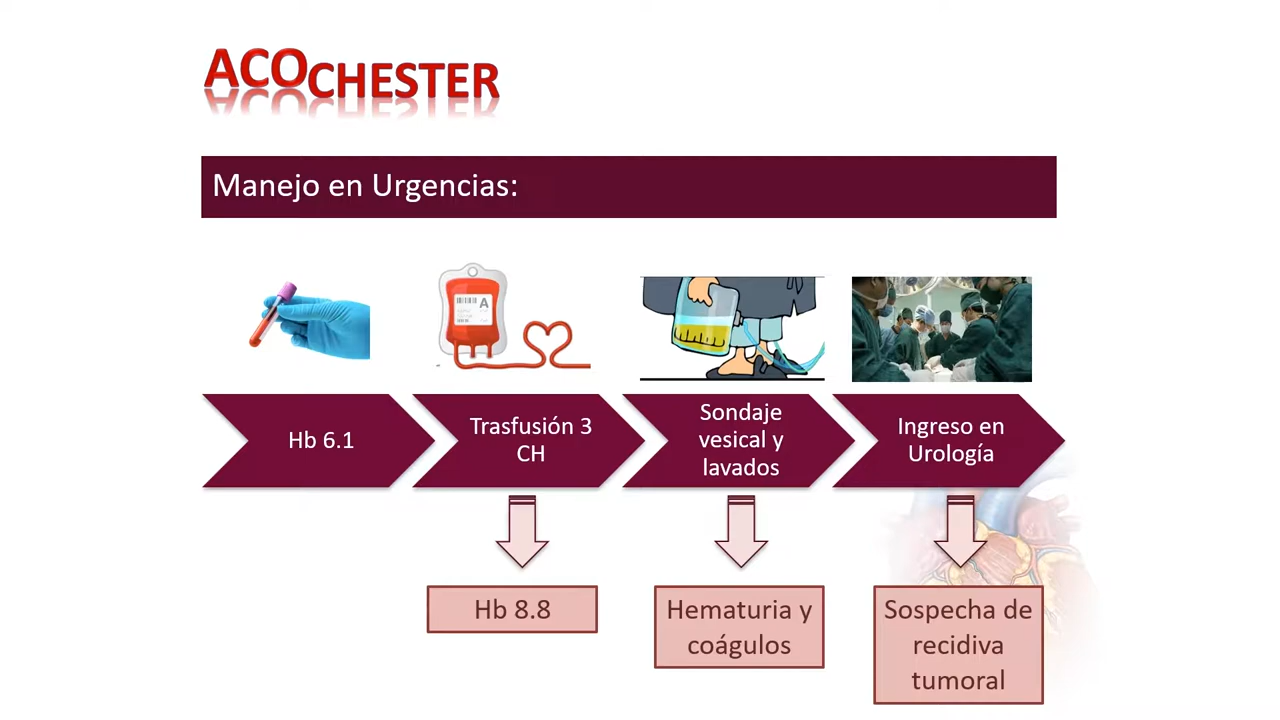 ACOCHESTER
Manejo en Urgencias:
A
Hb 6.1
Trasfusión 3
CH
Sondaje
vesical y
lavados
Ingreso en
Urología
Hb 8.8
Hematuria y
coágulos
Sospecha de
recidiva
tumoral